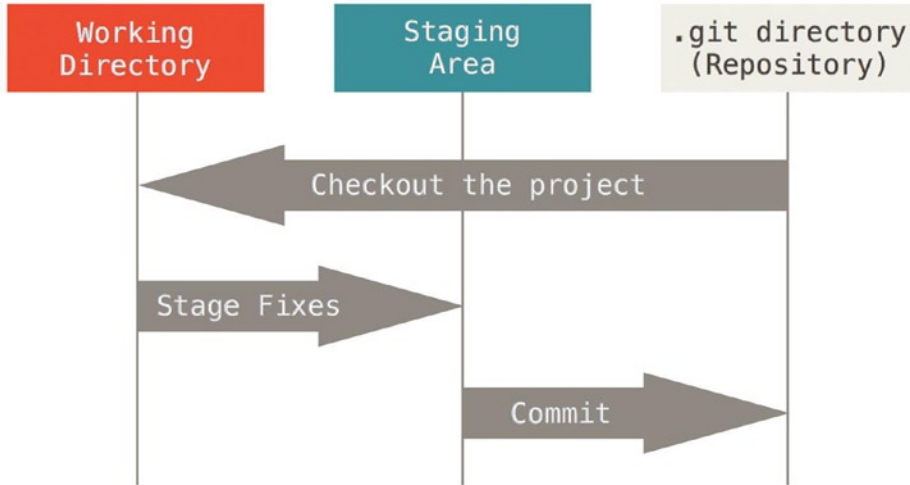 Working
Directory
Staging
Area
.git directory
(Repository)
Checkout the project
Stage Fixes
Commit